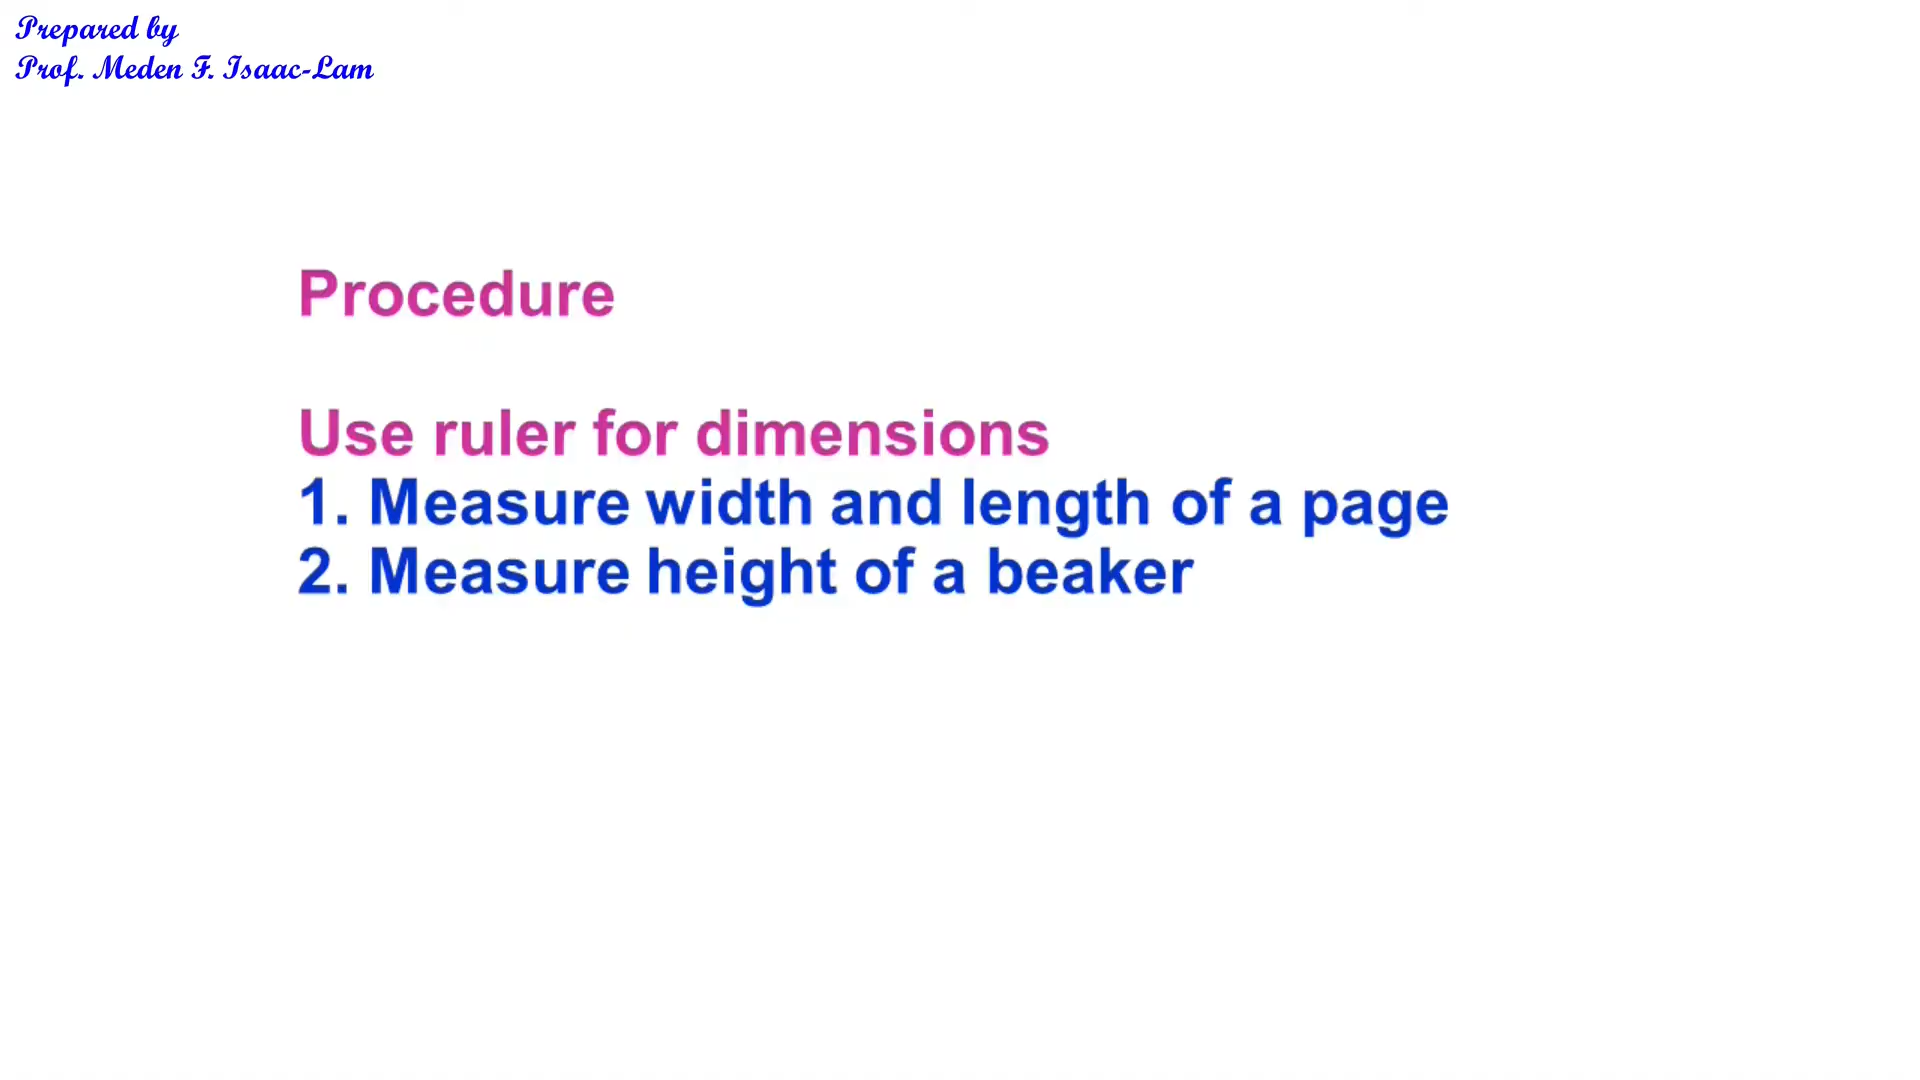 Prepared by
Prof. Meden F. Isaac-Lam
Procedure
Use ruler for dimensions
1. Measure width and length of a page
2. Measure height of a beaker